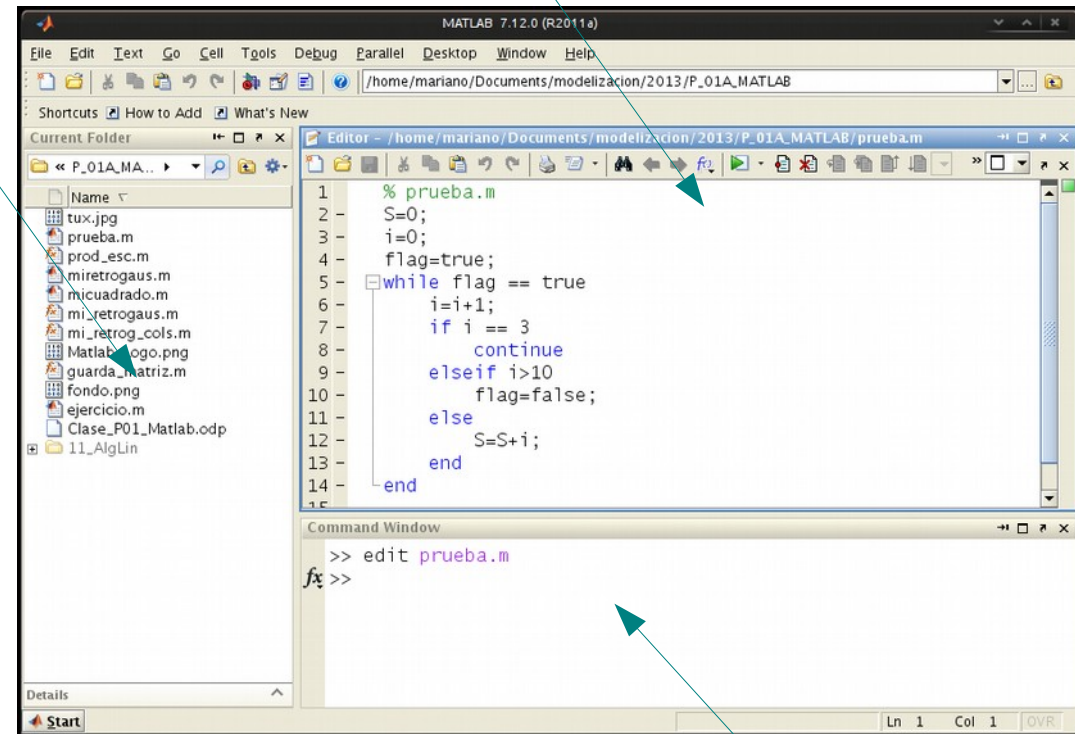 MATLAB 7.12.0 (R2011a)
File Edit Text Go Cell Tools Debug Parallel Desktop Window Help
/home/mariano/Documents/modelizacion/2013/P_01A_MATLAB
Shortcuts How to Add What's New
Current Folder
« P_01A_MA..
Name
tux.jpg
prueba.m
prod_esc.m
miretrogaus.m
micuadrado.m
mi_retrogaus.m
mi_retrog_cols.m
guarda_matriz.m
fondo.png
ejercicio.m
Clase_P01_Matlab.odp
11_AlgLin
Details
Editor - /home/mariano/Documents/modelizacion/2013/P_01A_MATLAB/prueba.m
1 % prueba.m
2 - S=0;
3 - i=0;
4 - flag=true;
5 - while flag == true
6 - i=i+1;
7 - if i == 3
8 - continue
9 - elseif i>10
10 - flag=false;
11 - else
12 - S=S+i;
13 - end
14 - end
15
Command Window
>> edit prueba.m
fx >>
Start
Ln 1 Col 1 OVR